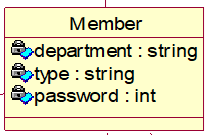 Member
department : string
type : string
password : int